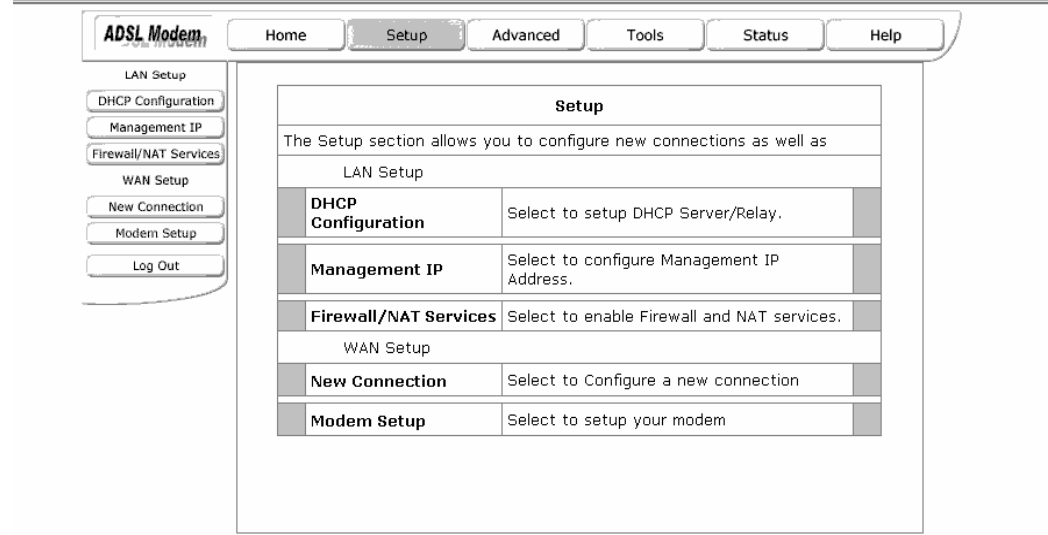 ADSL Modem
Home
Setup
Advanced
Tools
Status
Help
LAN Setup
DHCP Configuration
Management IP
Firewall/NAT Services
WAN Setup
New Connection
Modem Setup
Log Out
Setup
The Setup section allows you to configure new connections as well as
LAN Setup
DHCP
Configuration
Select to setup DHCP Server/Relay.
Management IP
Select to configure Management IP
Address.
Firewall/NAT Services
Select to enable Firewall and NAT services.
WAN Setup
New Connection
Select to Configure a new connection
Modem Setup
Select to setup your modem